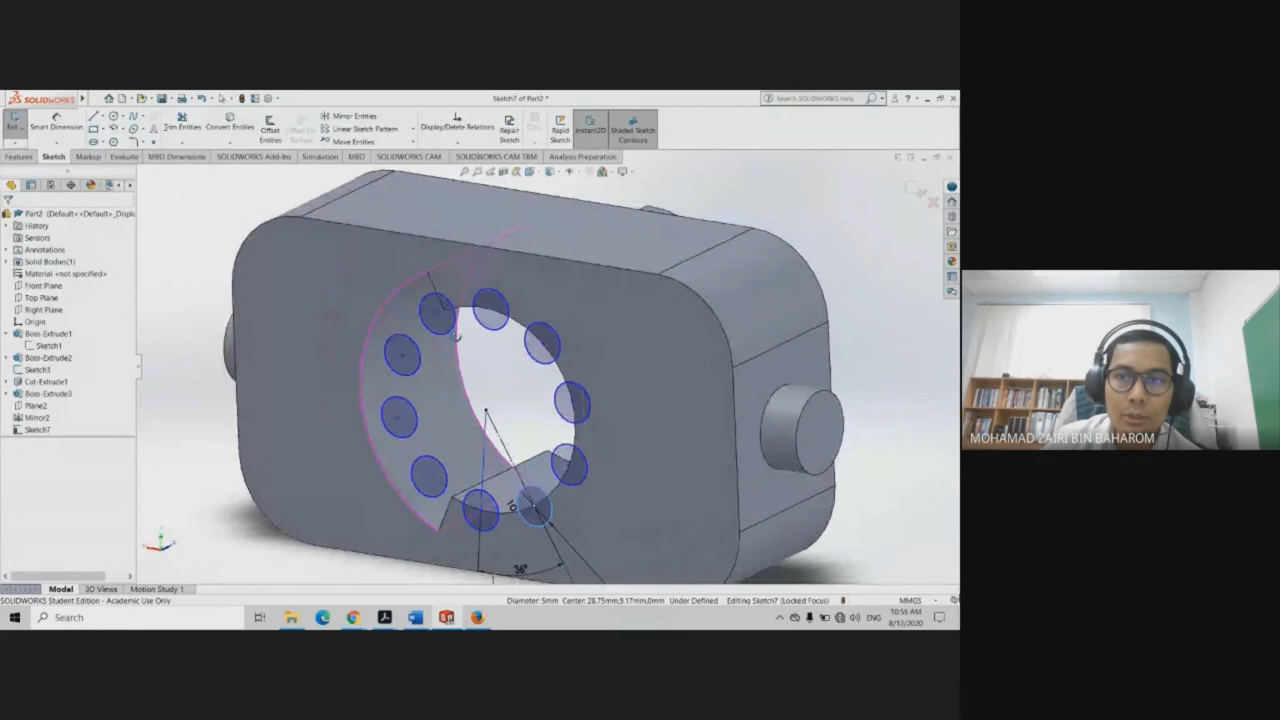 SOLIDWORKS
Sketch7 of Part2 *
Search SOLIDWORKS Help
Exit
Smart Dimension
Trim Entities
Convert Entities
Offset Entities
Mirror Entities
Linear Sketch Pattern
Move Entities
Display/Delete Relations
Repair Sketch
Rapid Sketch
Instant2D
Shaded Sketch Contours
Features
Sketch
Markup
Evaluate
MBD Dimensions
SOLIDWORKS Add-Ins
Simulation
MBD
SOLIDWORKS CAM
SOLIDWORKS CAM TBM
Analysis Preparation
Part2 (Default<<Default>_Displa
History
Sensors
Annotations
Solid Bodies(1)
Material <not specified>
Front Plane
Top Plane
Right Plane
Origin
Boss-Extrude1
Sketch1
Boss-Extrude2
Sketch3
Cut-Extrude1
Boss-Extrude3
Plane2
Mirror2
Sketch7
10
36°
MOHAMAD ZAIRI BIN BAHAROM
Model
3D Views
Motion Study 1
SOLIDWORKS Student Edition - Academic Use Only
Diameter: 5mm Center: 28.75mm,9.17mm,0mm
Under Defined
Editing Sketch7 (Locked Focus)
MMGS
Search
ENG
10:55 AM
8/12/2020